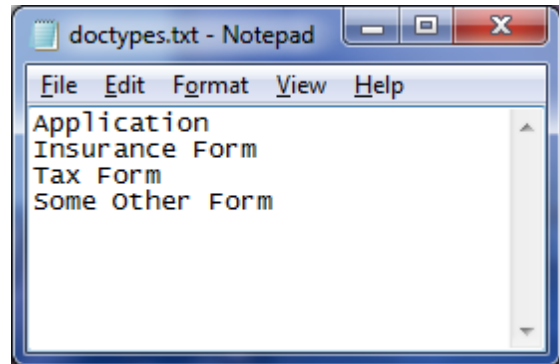 doctypes.txt - Notepad
File Edit Format View Help
Application
Insurance Form
Tax Form
Some Other Form